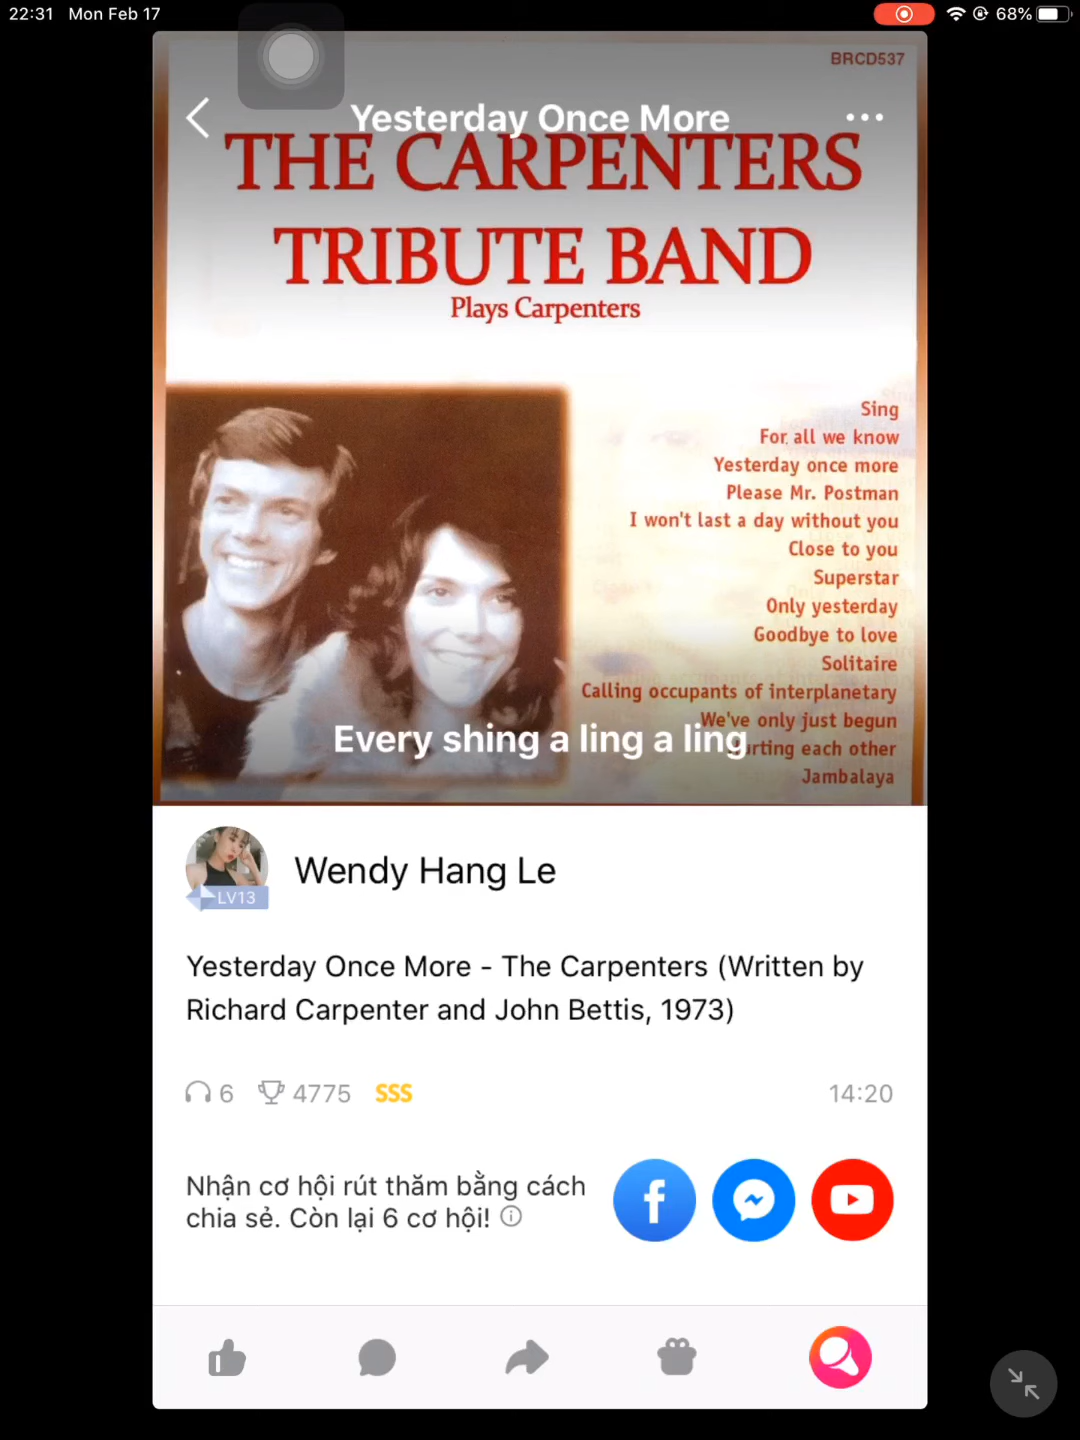 22:31 Mon Feb 17
68%
BRCD537
Yesterday Once More
THE CARPENTERS
TRIBUTE BAND
Plays Carpenters
Sing
For all we know
Yesterday once more
Please Mr. Postman
I won't last a day without you
Close to you
Superstar
Only yesterday
Goodbye to love
Solitaire
Calling occupants of interplanetary
We've only just begun
Every shing a ling a ling
each other
Jambalaya
LV13
Wendy Hang Le
Yesterday Once More - The Carpenters (Written by
Richard Carpenter and John Bettis, 1973)
6 4775 SSS 14:20
Nhận cơ hội rút thăm bằng cách
chia sẻ. Còn lại 6 cơ hội!